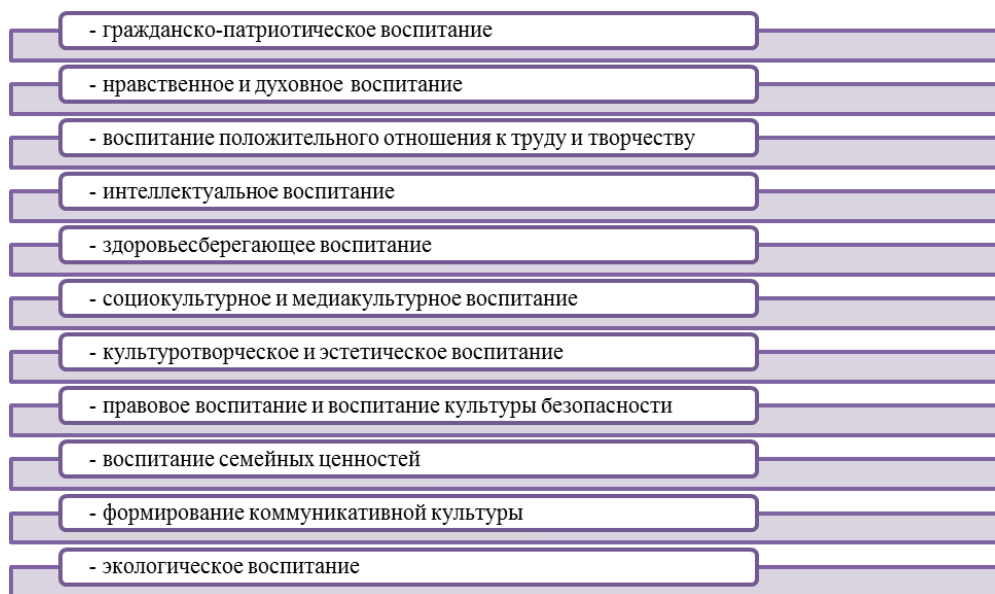 - гражданско-патриотическое воспитание
- нравственное и духовное воспитание
- воспитание положительного отношения к труду и творчеству
- интеллектуальное воспитание
- здоровьесберегающее воспитание
- социокультурное и медиакультурное воспитание
- культуротворческое и эстетическое воспитание
- правовое воспитание и воспитание культуры безопасности
- воспитание семейных ценностей
- формирование коммуникативной культуры
- экологическое воспитание